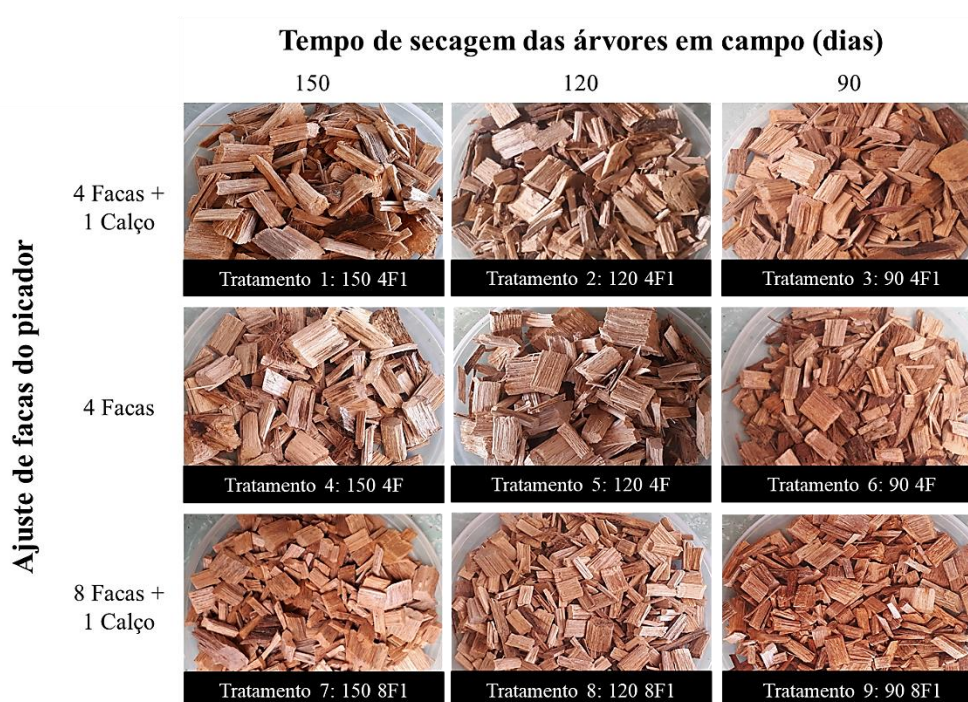 Tempo de secagem das árvores em campo (dias)
150 120 90
Ajuste de facas do picador
4 Facas +
1 Calço
Tratamento 1: 150 4F1 Tratamento 2: 120 4F1 Tratamento 3: 90 4F1
4 Facas
Tratamento 4: 150 4F Tratamento 5: 120 4F Tratamento 6: 90 4F
8 Facas +
1 Calço
Tratamento 7: 150 8F1 Tratamento 8: 120 8F1 Tratamento 9: 90 8F1